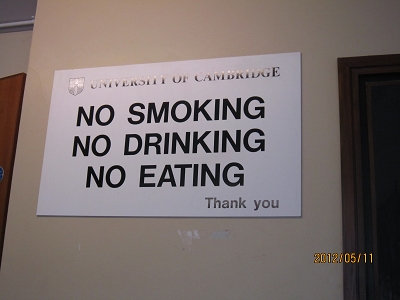 UNIVERSITY OF CAMBRIDGE
NO SMOKING
NO DRINKING
NO EATING
Thank you
2012/05/11